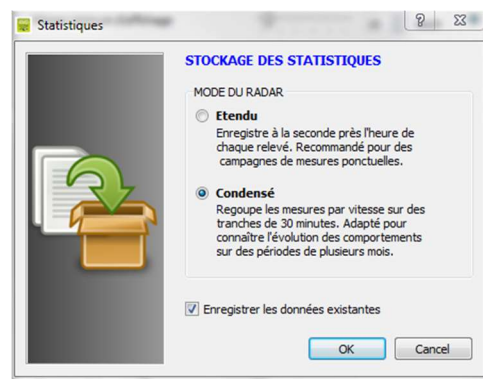 Statistiques
STOCKAGE DES STATISTIQUES
MODE DU RADAR
Etendu
Enregistre à la seconde près l'heure de
chaque relevé. Recommandé pour des
campagnes de mesures ponctuelles.
Condensé
Regoupe les mesures par vitesse sur des
tranches de 30 minutes. Adapté pour
connaître l'évolution des comportements
sur des périodes de plusieurs mois.
Enregistrer les données existantes
OK
Cancel